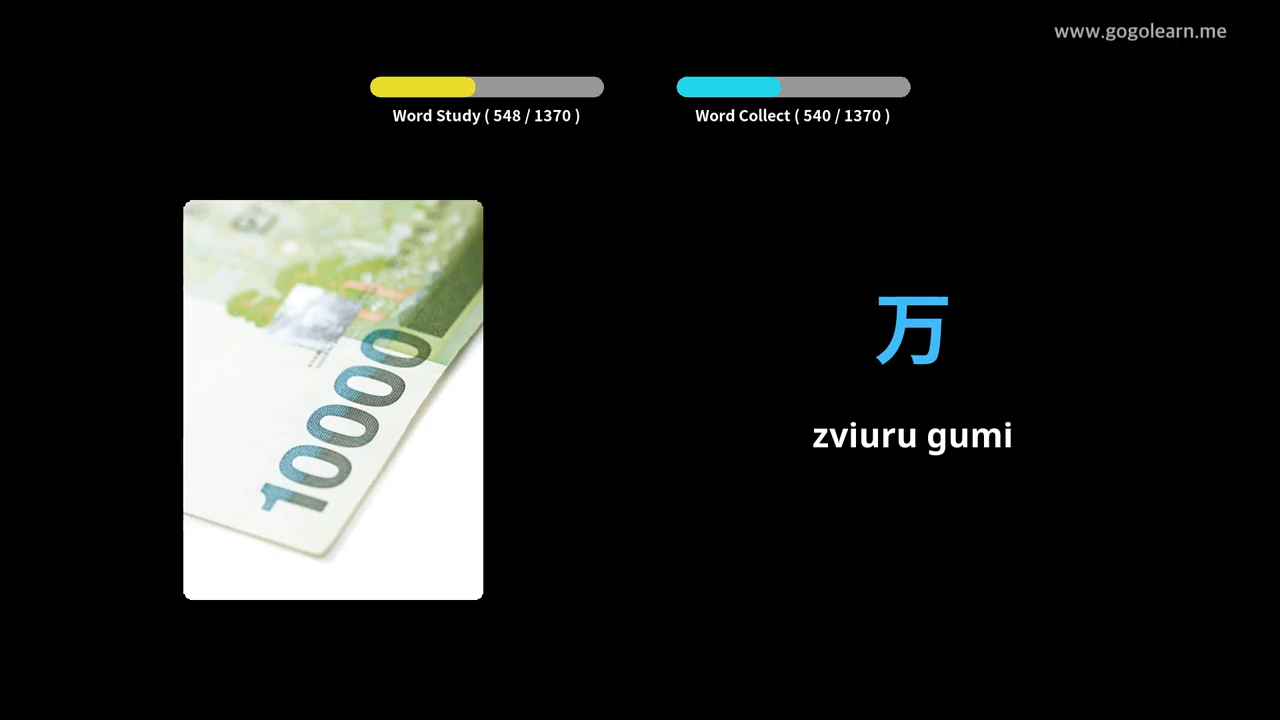 www.gogolearn.me
Word Study ( 548 / 1370 )
Word Collect ( 540 / 1370 )
10000
万
zviuru gumi